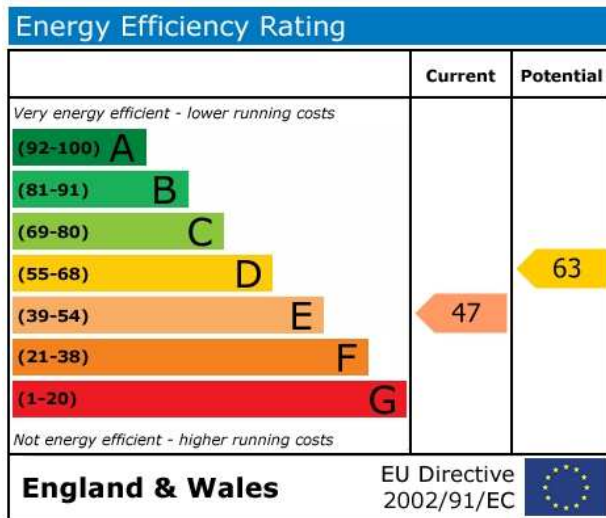 Energy Efficiency Rating
Current Potential
Very energy efficient - lower running costs
(92-100) A
(81-91) B
(69-80) C
(55-68) D 63
(39-54) E 47
(21-38) F
(1-20) G
Not energy efficient - higher running costs
England & Wales
EU Directive
2002/91/EC